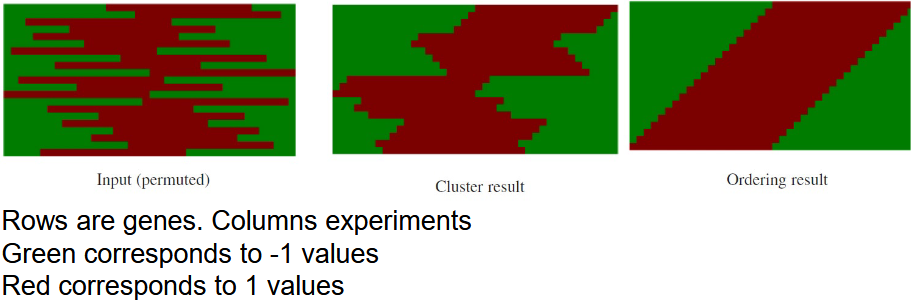 Input (permuted)
Cluster result
Ordering result
Rows are genes. Columns experiments
Green corresponds to -1 values
Red corresponds to 1 values